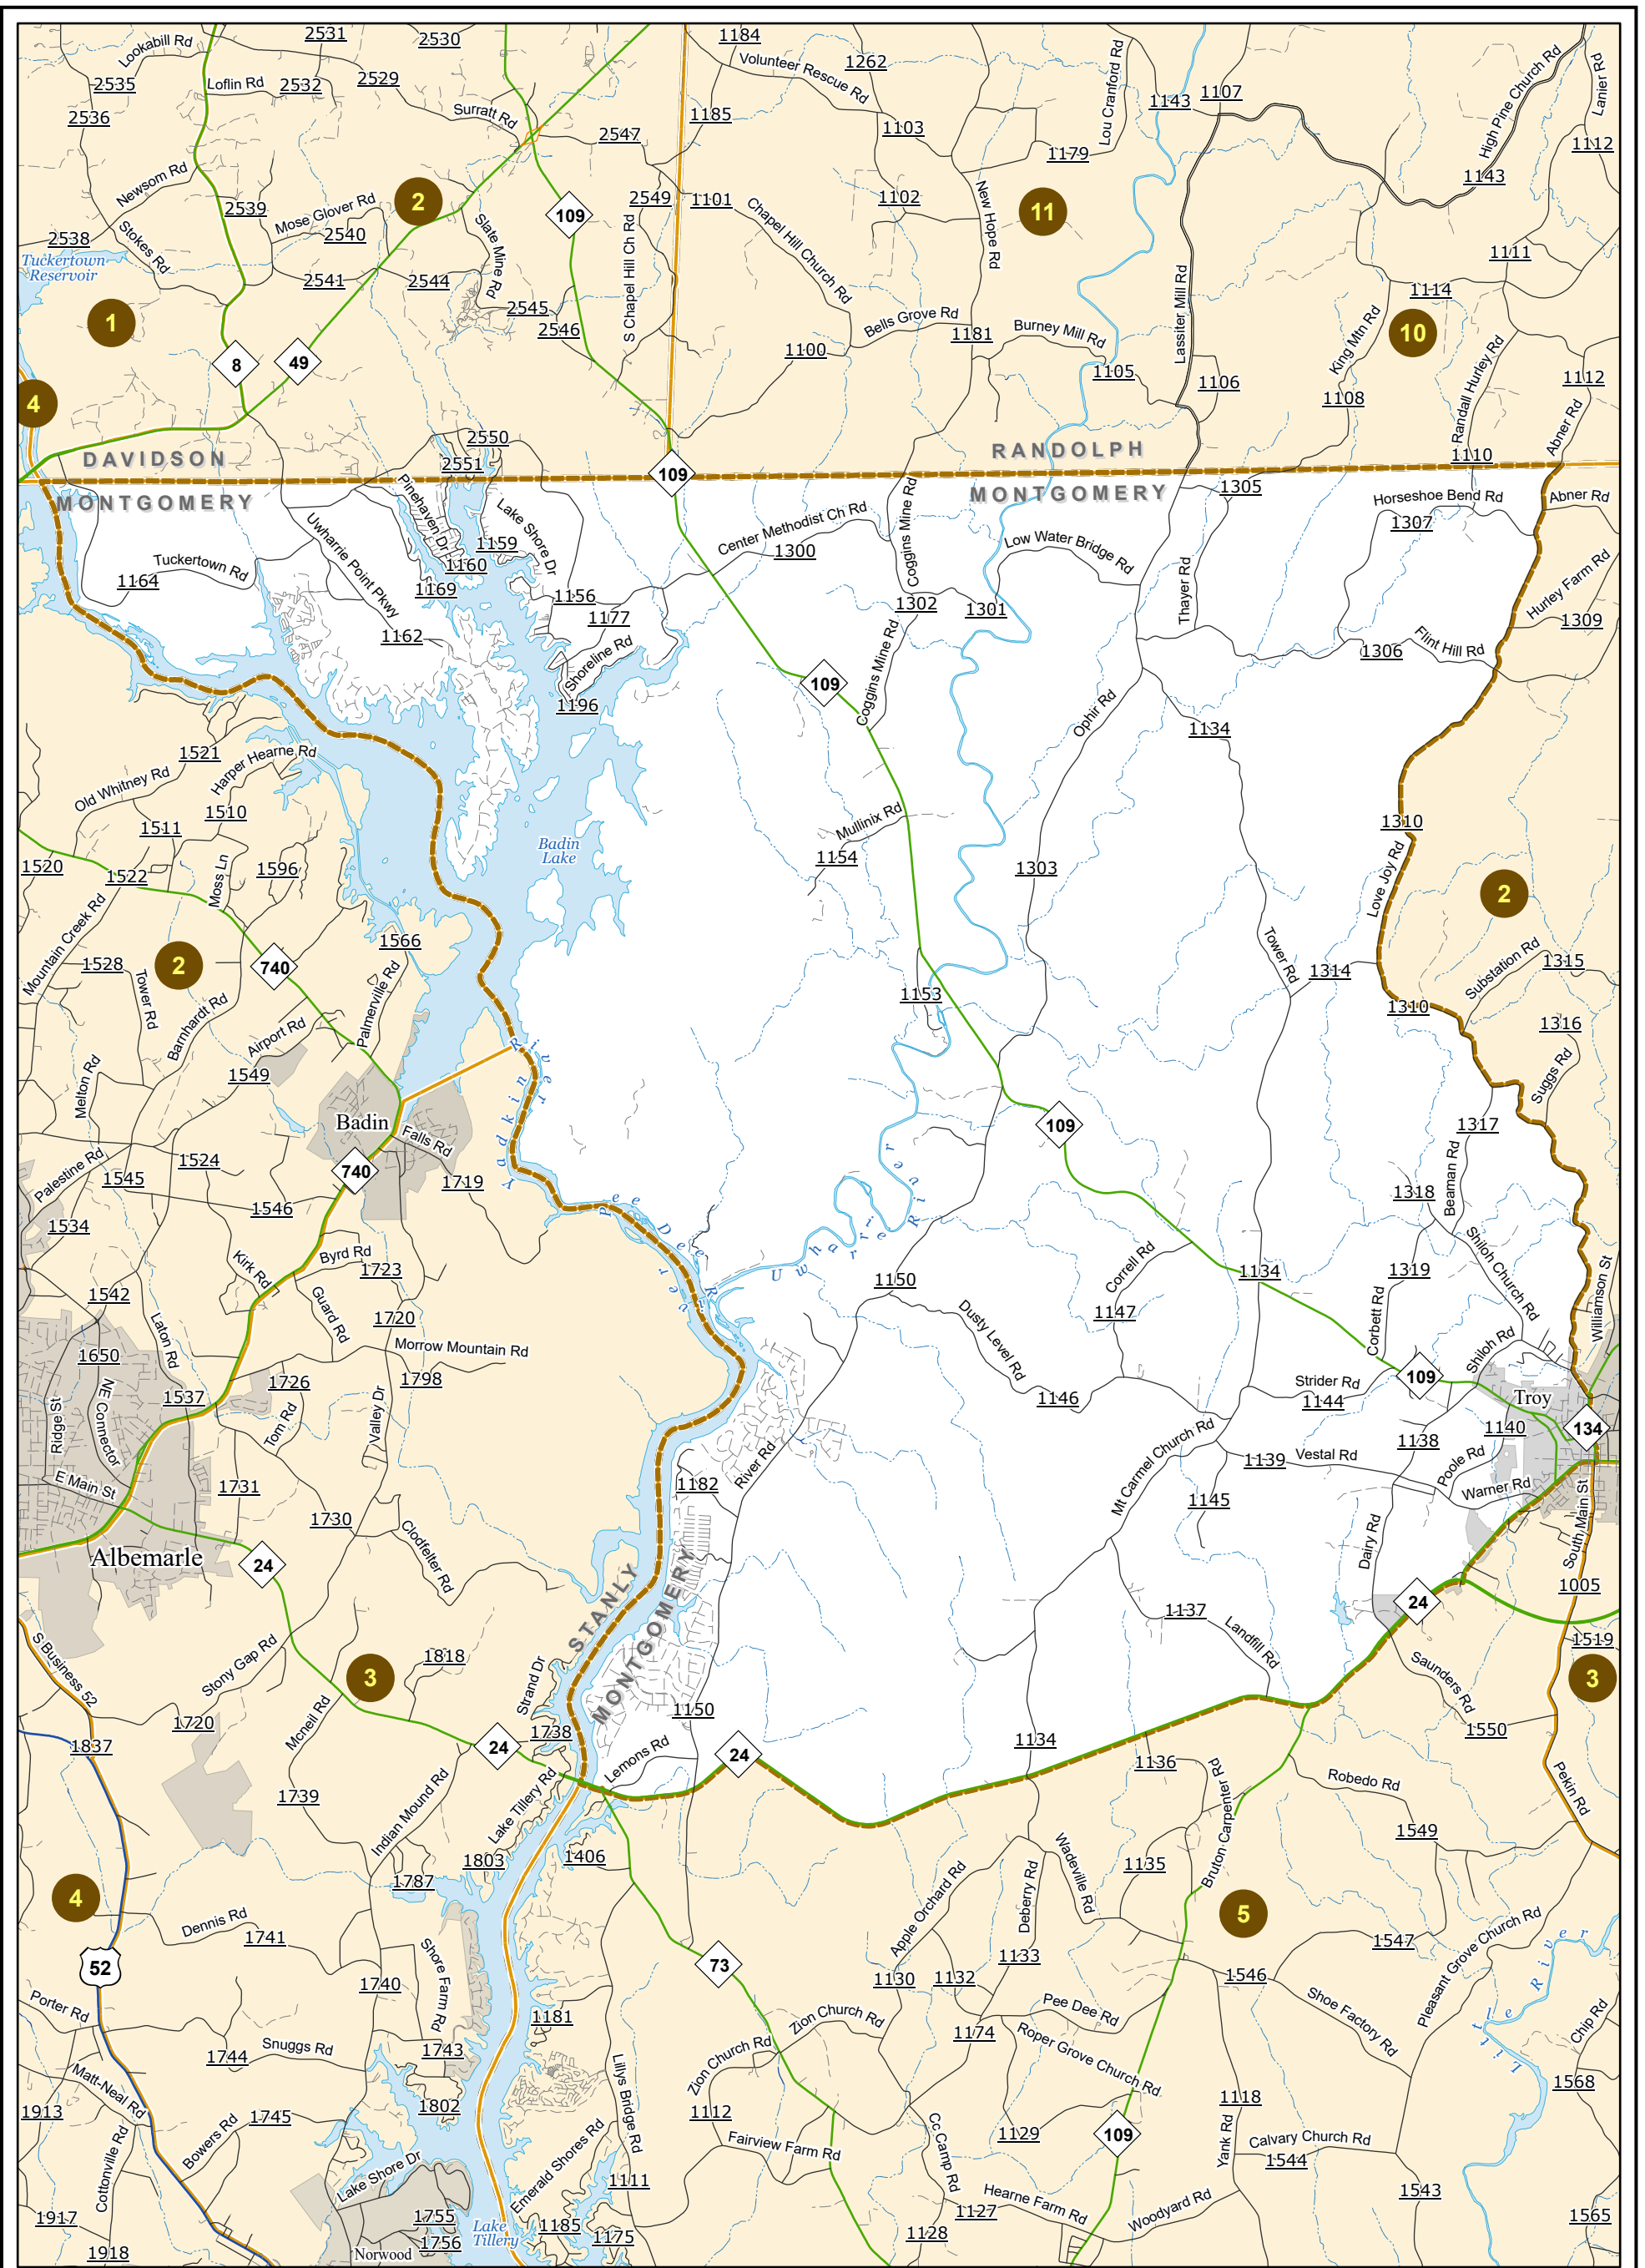 2531
2530
1184
Lookabill Rd
Volunteer Rescue Rd
1262
Lou Cranford Rd
High Pine Church Rd
Lanier Rd
2535
Loflin Rd
2532
2529
1143
1107
2536
Surratt Rd
2547
1185
1103
1179
1112
Newsom Rd
2
2549
1101
1102
11
1143
2539
Mose Glover Rd
109
Chapel Hill Church Rd
New Hope Rd
2538
Stokes Rd
2540
Slate Mine Rd
S Chapel Hill Ch Rd
Tuckertown
Reservoir
2541
2544
1111
1114
1
2545
2546
Bells Grove Rd
1181
Burney Mill Rd
Lassiter Mill Rd
King Mtn Rd
10
8
49
1100
1105
1106
Randall Hurley Rd
1112
4
1108
2550
Abner Rd
DAVIDSON
2551
109
RANDOLPH
1110
MONTGOMERY
MONTGOMERY
1305
Pinehaven Dr
Lake Shore Dr
Coggins Mine Rd
Horseshoe Bend Rd
Abner Rd
Uwharrie Point Pkwy
Center Methodist Ch Rd
1300
1307
1159
Low Water Bridge Rd
Tuckertown Rd
1160
1164
1169
1156
Thayer Rd
Hurley Farm Rd
1302
1301
1177
1309
1162
Shoreline Rd
Coggins Mine Rd
1306
Flint Hill Rd
109
1196
Ophir Rd
1134
1521
Harper Hearne Rd
Old Whitney Rd
1510
Mullinix Rd
1310
1511
Badin
Lake
1154
1520
1522
Moss Ln
1596
1303
Love Joy Rd
2
Mountain Creek Rd
1566
2
740
1528
Tower Rd
Palmerville Rd
Tower Rd
1314
Substation Rd
1315
1153
1310
Barnhardt Rd
Airport Rd
1316
Yadkin River
1549
Suggs Rd
Melton Rd
Badin
109
1317
Falls Rd
Palestine Rd
1524
740
Beaman Rd
1545
1719
1318
1546
Pee Dee River
Uwharrie River
1534
Shiloh Church Rd
Kirk Rd
Byrd Rd
1723
1150
Correll Rd
1134
1319
Williamson St
1542
Guard Rd
1720
1147
Laton Rd
Dusty Level Rd
Corbett Rd
Shiloh Rd
1650
Morrow Mountain Rd
1798
109
1726
Strider Rd
Troy
1537
1146
1144
Ridge St
NE Connector
Tom Rd
Valley Dr
Mt Carmel Church Rd
1140
134
1138
E Main St
River Rd
1139
Vestal Rd
Poole Rd
1731
1182
1145
Warner Rd
1730
South Main St
Clodfelter Rd
Dairy Rd
Albemarle
24
STANLY
MONTGOMERY
1005
24
1137
Landfill Rd
1519
S Business 52
Stony Gap Rd
3
1818
Strand Dr
Saunders Rd
3
1720
Mcneil Rd
1150
1550
1738
1837
24
Lemons Rd
24
1134
1136
Robedo Rd
Pekin Rd
1739
Indian Mound Rd
Lake Tillery Rd
Bruton Carpenter Rd
1549
1803
1406
Wadeville Rd
1135
4
1787
Apple Orchard Rd
Deberry Rd
5
Dennis Rd
1741
Pleasant Grove Church Rd
1547
Little River
52
73
1133
1740
Shore Farm Rd
1130
1132
1546
Porter Rd
1181
Pee Dee Rd
Shoe Factory Rd
Chip Rd
Zion Church Rd
1174
Snuggs Rd
1743
Zion Church Rd
Roper Grove Church Rd
1744
Lillys Bridge Rd
Matt-Neal Rd
1568
1913
1802
1118
1745
1112
Bowers Rd
1129
109
Cottonville Rd
Fairview Farm Rd
Cc Camp Rd
Yank Rd
Calvary Church Rd
1544
Lake Shore Dr
Emerald Shores Rd
1111
1543
Hearne Farm Rd
Woodyard Rd
1917
1755
1127
1565
1756
Lake
Tillery
1185
1175
1128
1918
Norwood